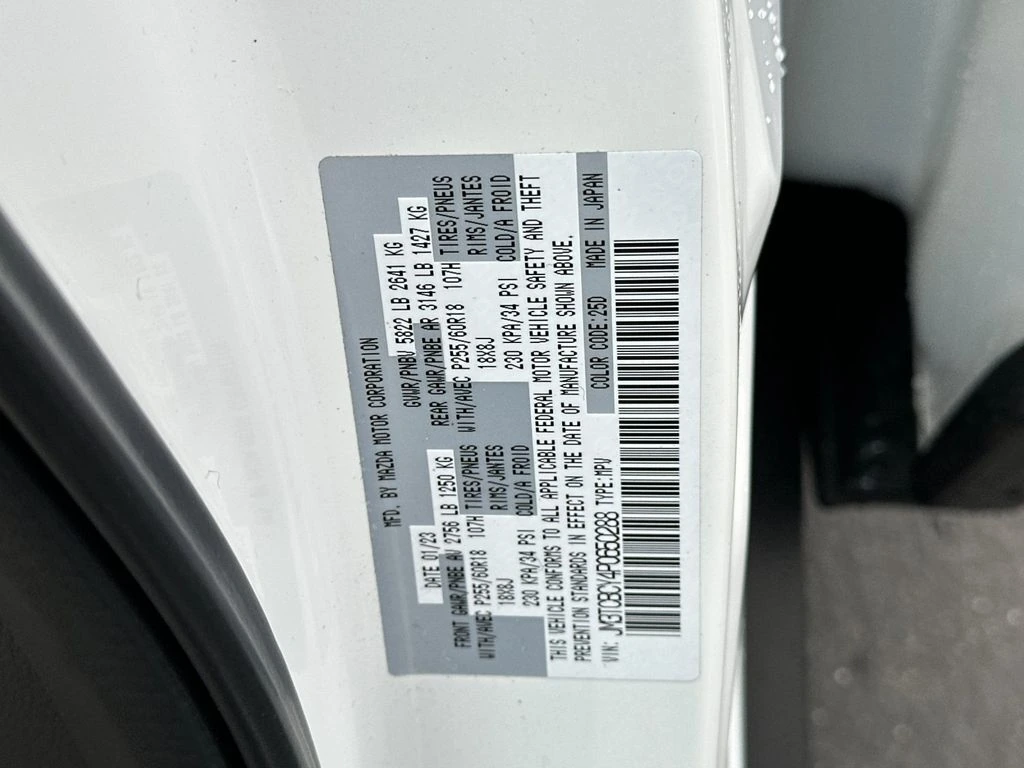 MFD. BY MAZDA MOTOR CORPORATION
DATE 01/23 GVWR/PNBV 5822 LB 2641 KG
FRONT GAWR/PNBE AV 2756 LB 1250 KG REAR GAWR/PNBE AR 3146 LB 1427 KG
WITH/AVEC P255/60R18 107H TIRES/PNEUS WITH/AVEC P255/60R18 107H TIRES/PNEUS
18X8J RIMS/JANTES 18X8J RIMS/JANTES
230 KPA/34 PSI COLD/A FROID 230 KPA/34 PSI COLD/A FROID
THIS VEHICLE CONFORMS TO ALL APPLICABLE FEDERAL MOTOR VEHICLE SAFETY AND THEFT
PREVENTION STANDARDS IN EFFECT ON THE DATE OF MANUFACTURE SHOWN ABOVE.
COLOR CODE:25D MADE IN JAPAN
VIN: JM3TCBCY4P0650288 TYPE:MPV